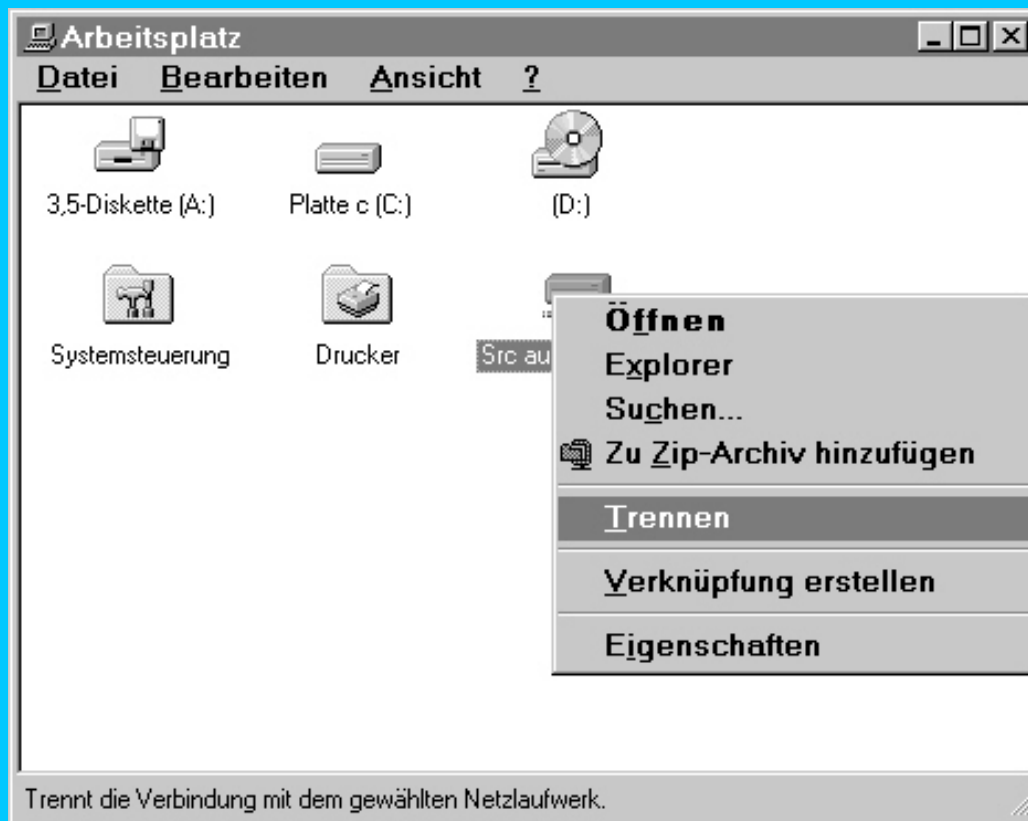 Arbeitsplatz
Datei Bearbeiten Ansicht ?
3,5-Diskette (A:) Platte c (C:) (D:)
Systemsteuerung Drucker Src au
Öffnen
Explorer
Suchen...
Zu Zip-Archiv hinzufügen
Trennen
Verknüpfung erstellen
Eigenschaften
Trennt die Verbindung mit dem gewählten Netzlaufwerk.